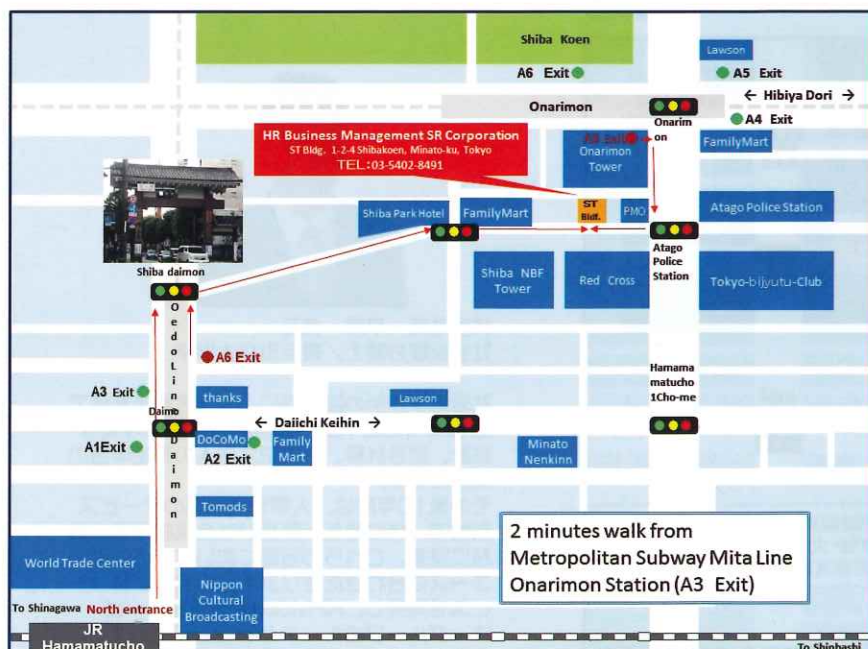 Shiba Koen
A6 Exit
Lawson
A5 Exit
Onarimon
← Hibiya Dori →
A4 Exit
Onarim
on
HR Business Management SR Corporation
ST Bldg. 1-2-4 Shibakoen, Minato-ku, Tokyo
TEL:03-5402-8491
A3 Exit
Onarimon
Tower
FamilyMart
Shiba Park Hotel
FamilyMart
ST
Bldf.
PMO
Atago Police Station
Atago
Police
Station
Shiba daimon
Shiba NBF
Tower
Red Cross
Tokyo-bijyutu-Club
Oedo Line Daimon
A6 Exit
A3 Exit
thanks
Lawson
Hamama
matucho
1Cho-me
Daimo
← Daiichi Keihin →
A1Exit
DoCoMo
A2 Exit
Family
Mart
Minato
Nenkinn
Tomods
2 minutes walk from
Metropolitan Subway Mita Line
Onarimon Station (A3 Exit)
World Trade Center
Nippon
Cultural
Broadcasting
To Shinagawa
North entrance
JR
Hamamatucho
To Shinbashi